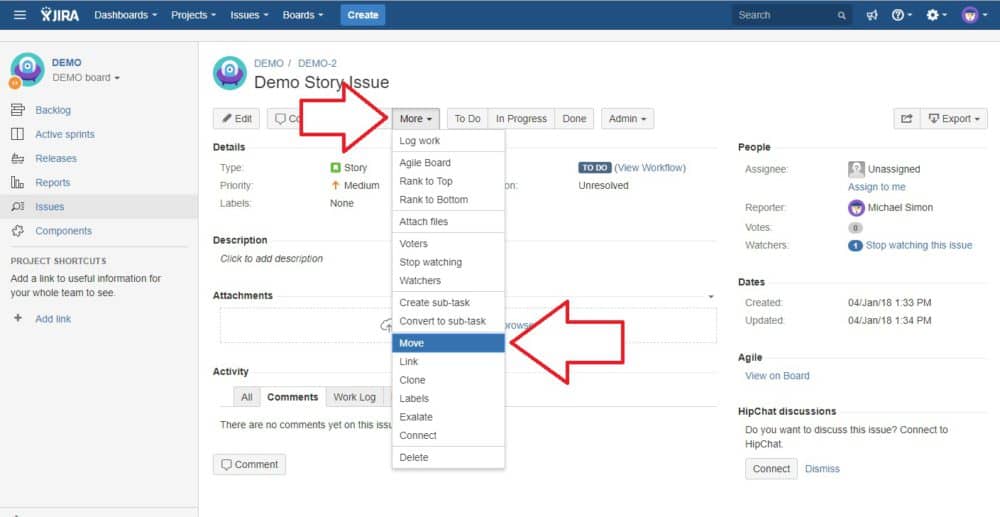 JIRA Dashboards Projects Issues Boards Create Search
DEMO
DEMO board
Backlog
Active sprints
Releases
Reports
Issues
Components
PROJECT SHORTCUTS
Add a link to useful information for
your whole team to see.
+ Add link
DEMO / DEMO-2
Demo Story Issue
Edit More To Do In Progress Done Admin Export
Log work
Agile Board
Rank to Top
Rank to Bottom
Attach files
Voters
Stop watching
Watchers
Create sub-task
Convert to sub-task
Move
Link
Clone
Labels
Exalate
Connect
Delete
Details
Type: Story TO DO (View Workflow)
Priority: Medium Unresolved
Labels: None
Description
Click to add description
Attachments
Activity
All Comments Work Log
There are no comments yet on this
Comment
People
Assignee: Unassigned
Assign to me
Reporter: Michael Simon
Votes: 0
Watchers: 1 Stop watching this issue
Dates
Created: 04/Jan/18 1:33 PM
Updated: 04/Jan/18 1:34 PM
Agile
View on Board
HipChat discussions
Do you want to discuss this issue? Connect to
HipChat.
Connect Dismiss